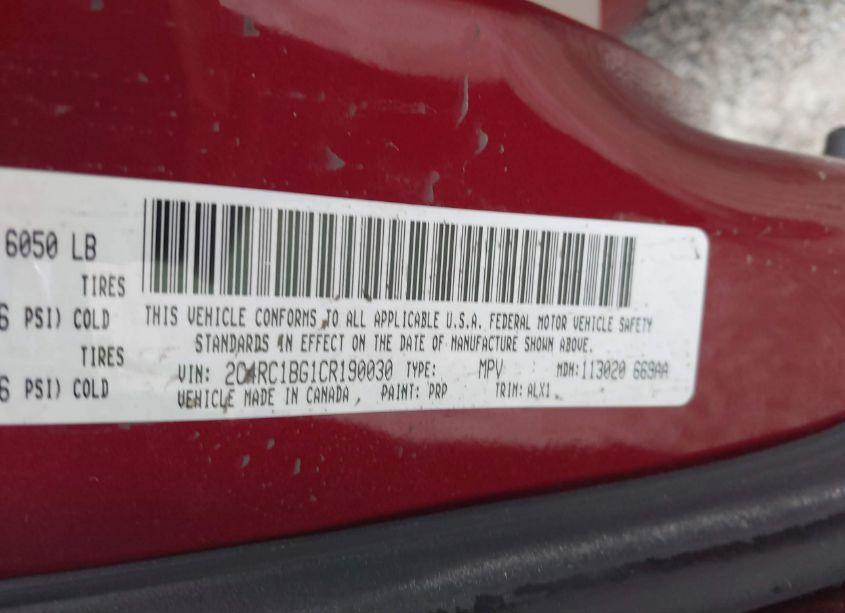 6050 LB
TIRES
6 PSI) COLD
TIRES
6 PSI) COLD
THIS VEHICLE CONFORMS TO ALL APPLICABLE U.S.A. FEDERAL MOTOR VEHICLE SAFETY
STANDARDS IN EFFECT ON THE DATE OF MANUFACTURE SHOWN ABOVE.
VIN: 2C4RC1BG1CR190030 TYPE: MPV MDH: 113020 669AA
VEHICLE MADE IN CANADA, PAINT: PRP TRIM: ALX1